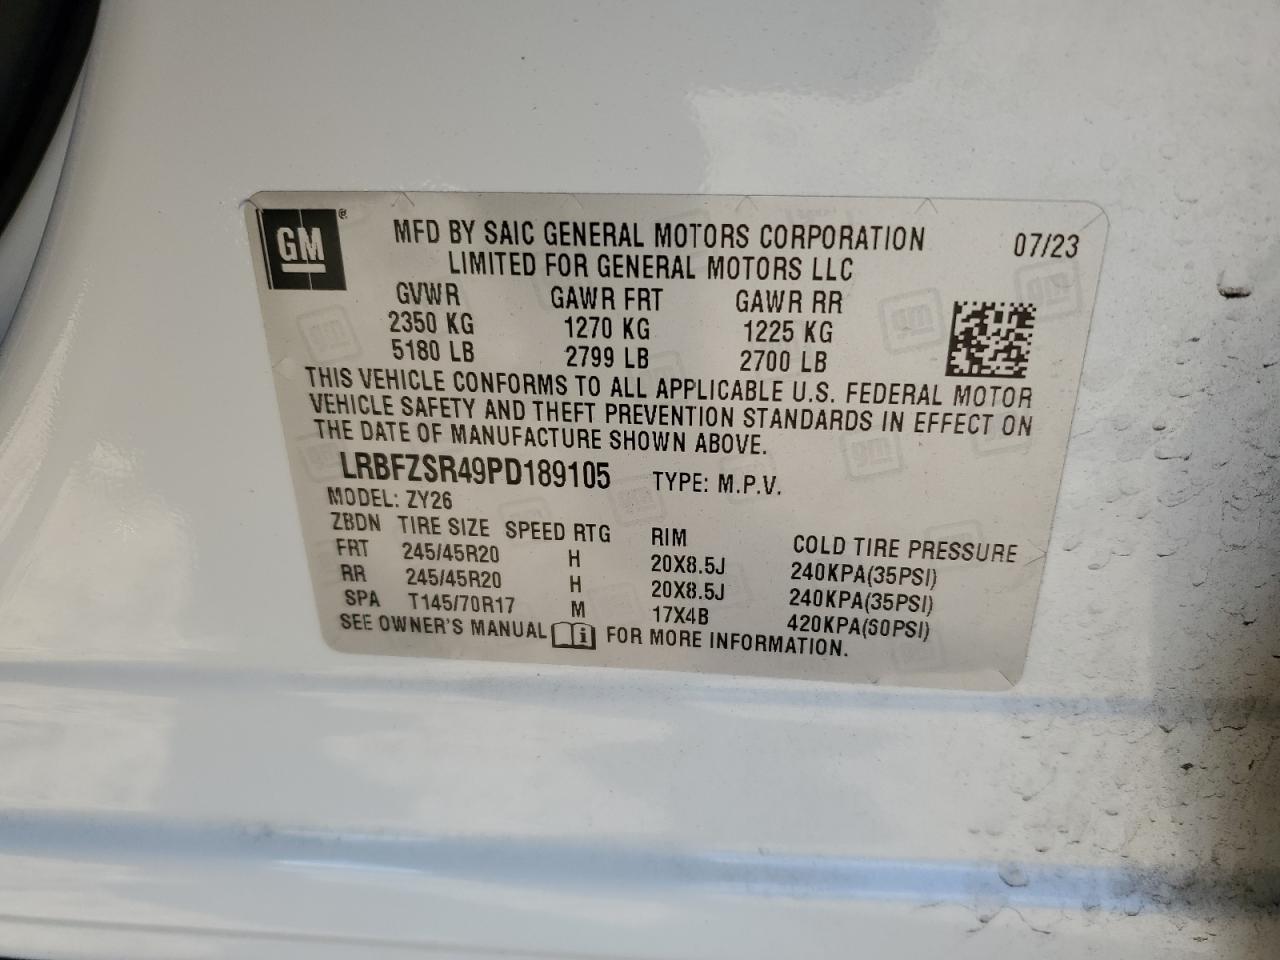 GM ®
MFD BY SAIC GENERAL MOTORS CORPORATION 07/23
LIMITED FOR GENERAL MOTORS LLC
GVWR GAWR FRT GAWR RR
2350 KG 1270 KG 1225 KG
5180 LB 2799 LB 2700 LB
THIS VEHICLE CONFORMS TO ALL APPLICABLE U.S. FEDERAL MOTOR
VEHICLE SAFETY AND THEFT PREVENTION STANDARDS IN EFFECT ON
THE DATE OF MANUFACTURE SHOWN ABOVE.
LRBFZSR49PD189105 TYPE: M.P.V.
MODEL: ZY26
ZBDN TIRE SIZE SPEED RTG RIM COLD TIRE PRESSURE
FRT 245/45R20 H 20X8.5J 240KPA(35PSI)
RR 245/45R20 H 20X8.5J 240KPA(35PSI)
SPA T145/70R17 M 17X4B 420KPA(60PSI)
SEE OWNER'S MANUAL i FOR MORE INFORMATION.